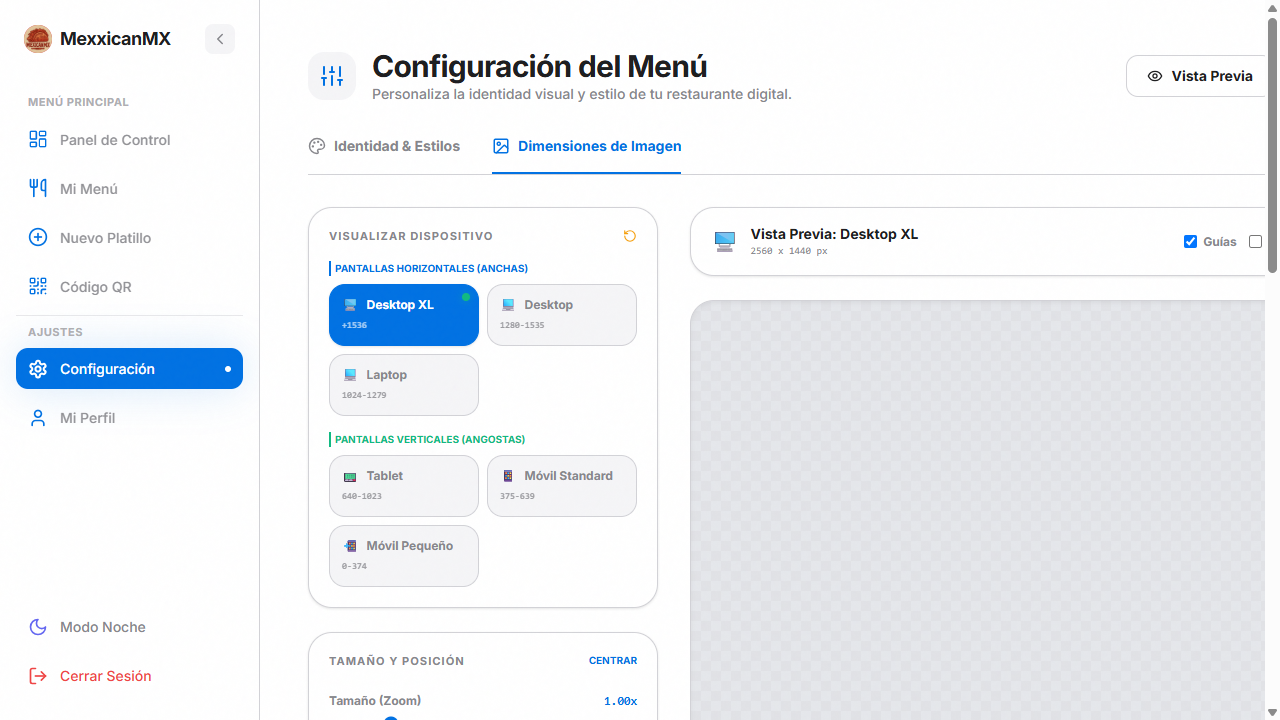 MexxicanMX
MENÚ PRINCIPAL
Panel de Control
Mi Menú
Nuevo Platillo
Código QR
AJUSTES
Configuración
Mi Perfil
Modo Noche
Cerrar Sesión
Configuración del Menú
Personaliza la identidad visual y estilo de tu restaurante digital.
Vista Previa
Identidad & Estilos
Dimensiones de Imagen
VISUALIZAR DISPOSITIVO
PANTALLAS HORIZONTALES (ANCHAS)
Desktop XL
+1536
Desktop
1280-1535
Laptop
1024-1279
PANTALLAS VERTICALES (ANGOSTAS)
Tablet
640-1023
Móvil Standard
375-639
Móvil Pequeño
0-374
TAMAÑO Y POSICIÓN
CENTRAR
Tamaño (Zoom)
1.00x
Vista Previa: Desktop XL
2560 x 1440 px
Guías